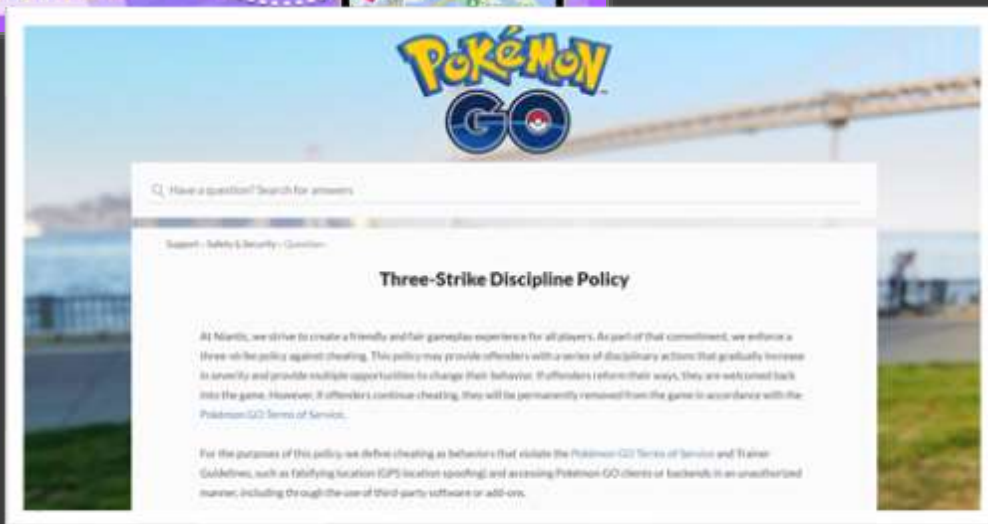 POKÉMON
GO
Have a question? Search for answers
Support › Safety & Security › Question
Three-Strike Discipline Policy
At Niantic, we strive to create a friendly and fair gameplay experience for all players. As part of that commitment, we enforce a
three-strike policy against cheating. This policy may provide offenders with a series of disciplinary actions that gradually increase
in severity and provide multiple opportunities to change their behavior. If offenders reform their ways, they are welcomed back
into the game. However, if offenders continue cheating, they will be permanently removed from the game in accordance with the
Pokémon GO Terms of Service.
For the purposes of this policy we define cheating as behaviors that violate the Pokémon GO Terms of Service and Trainer
Guidelines, such as falsifying location (GPS location spoofing) and accessing Pokémon GO clients or backends in an unauthorized
manner, including through the use of third-party software or add-ons.